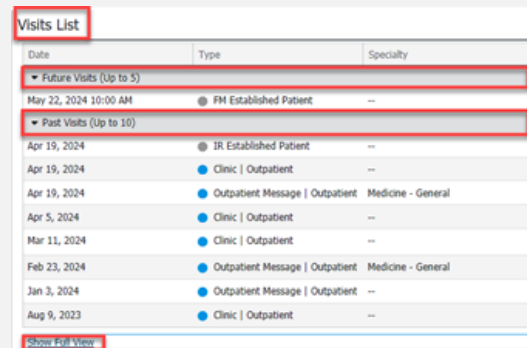 Visits List
Date Type Specialty
Future Visits (Up to 5)
May 22, 2024 10:00 AM FM Established Patient --
Past Visits (Up to 10)
Apr 19, 2024 IR Established Patient --
Apr 19, 2024 Clinic | Outpatient --
Apr 19, 2024 Outpatient Message | Outpatient Medicine - General
Apr 5, 2024 Clinic | Outpatient --
Mar 11, 2024 Clinic | Outpatient --
Feb 23, 2024 Outpatient Message | Outpatient Medicine - General
Jan 3, 2024 Outpatient Message | Outpatient --
Aug 9, 2023 Clinic | Outpatient --
Show Full View